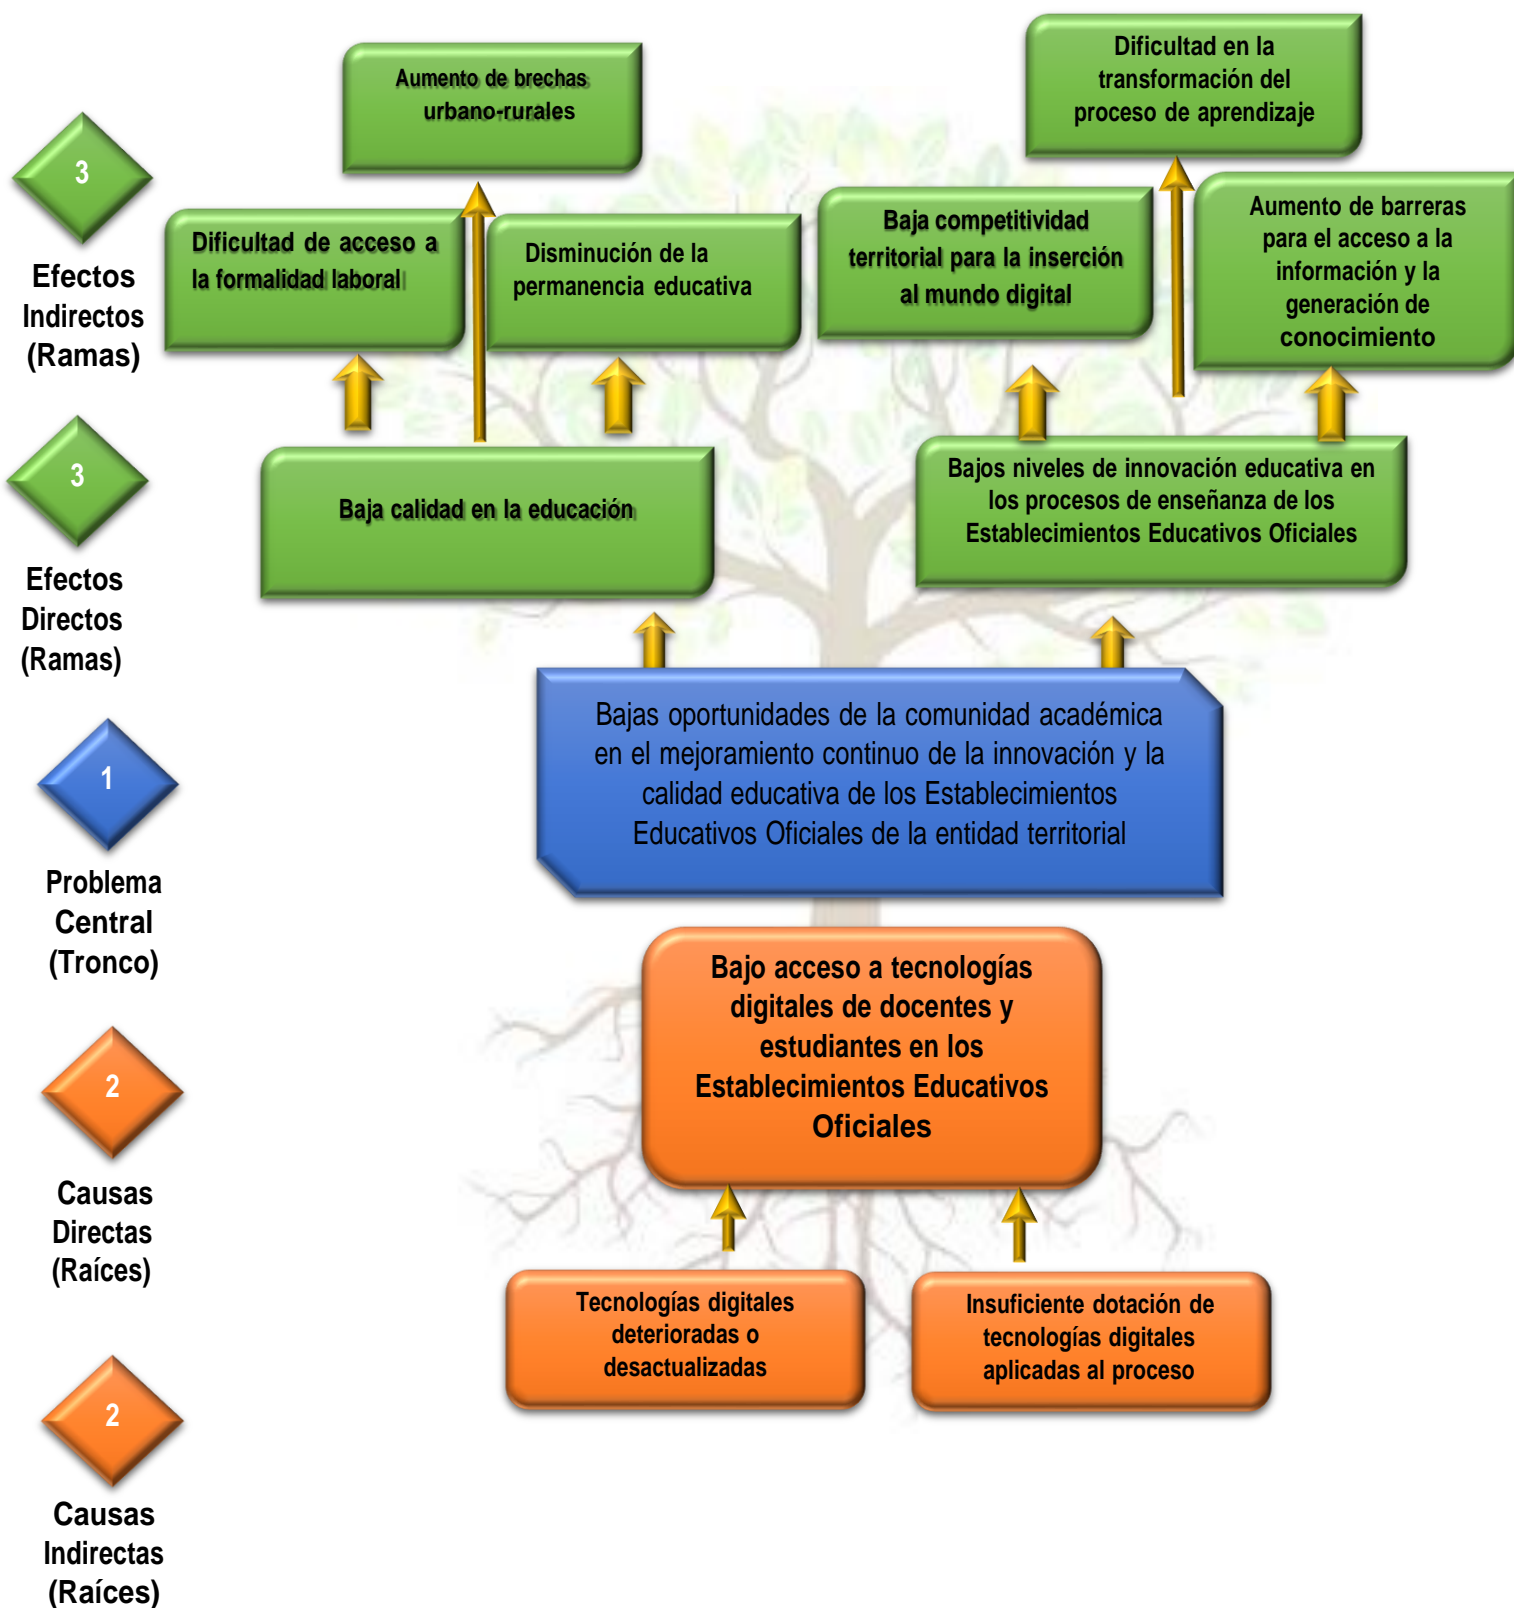 Aumento de brechas
urbano-rurales
Dificultad en la
transformación del
proceso de aprendizaje
3
Efectos
Indirectos
(Ramas)
Dificultad de acceso a
la formalidad laboral
Disminución de la
permanencia educativa
Baja competitividad
territorial para la inserción
al mundo digital
Aumento de barreras
para el acceso a la
información y la
generación de
conocimiento
3
Efectos
Directos
(Ramas)
Baja calidad en la educación
Bajos niveles de innovación educativa en
los procesos de enseñanza de los
Establecimientos Educativos Oficiales
1
Problema
Central
(Tronco)
Bajas oportunidades de la comunidad académica
en el mejoramiento continuo de la innovación y la
calidad educativa de los Establecimientos
Educativos Oficiales de la entidad territorial
2
Causas
Directas
(Raíces)
Bajo acceso a tecnologías
digitales de docentes y
estudiantes en los
Establecimientos Educativos
Oficiales
2
Causas
Indirectas
(Raíces)
Tecnologías digitales
deterioradas o
desactualizadas
Insuficiente dotación de
tecnologías digitales
aplicadas al proceso